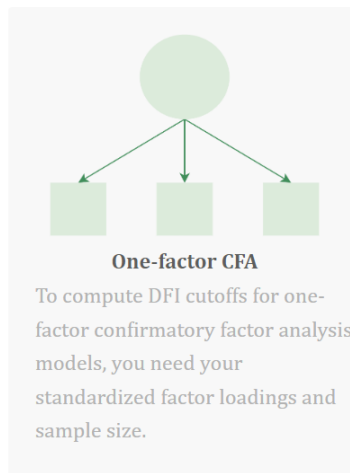 One-factor CFA
To compute DFI cutoffs for one-
factor confirmatory factor analysis
models, you need your
standardized factor loadings and
sample size.